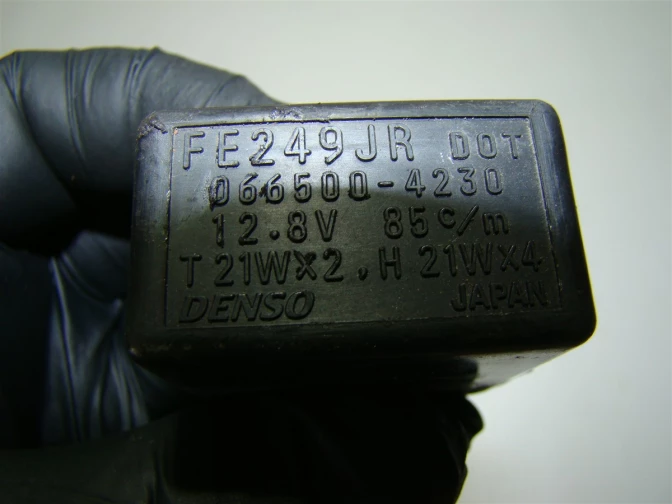 FE249JR DOT
066500-4230
12.8V 85c/m
T 21W×2. H 21W×4
DENSO JAPAN